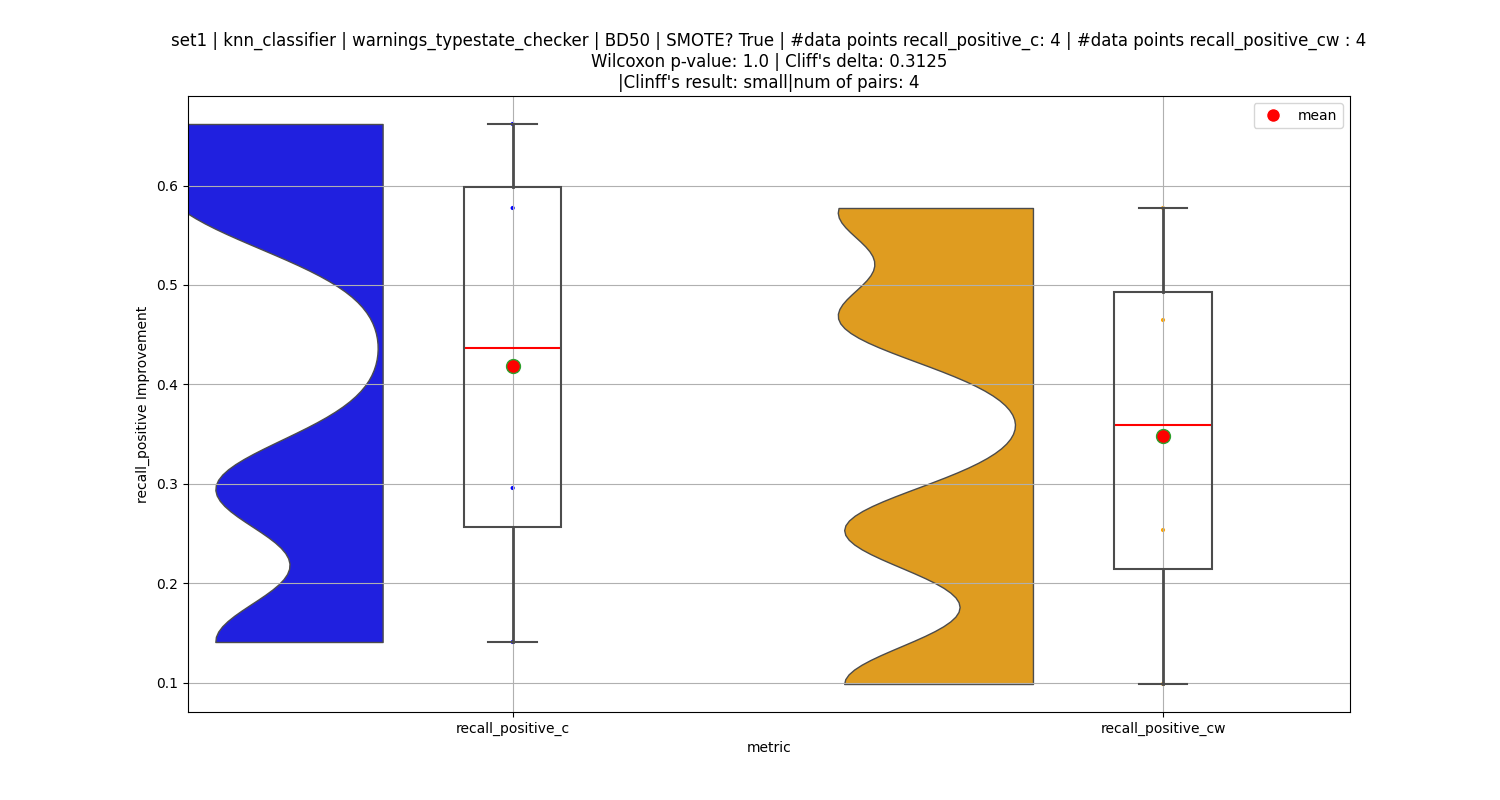 set1 | knn_classifier | warnings_typestate_checker | BD50 | SMOTE? True | #data points recall_positive_c: 4 | #data points recall_positive_cw : 4
Wilcoxon p-value: 1.0 | Cliff's delta: 0.3125
|Clinff's result: small|num of pairs: 4
mean
0.6
0.5
0.4
0.3
0.2
0.1
recall_positive Improvement
recall_positive_c
recall_positive_cw
metric